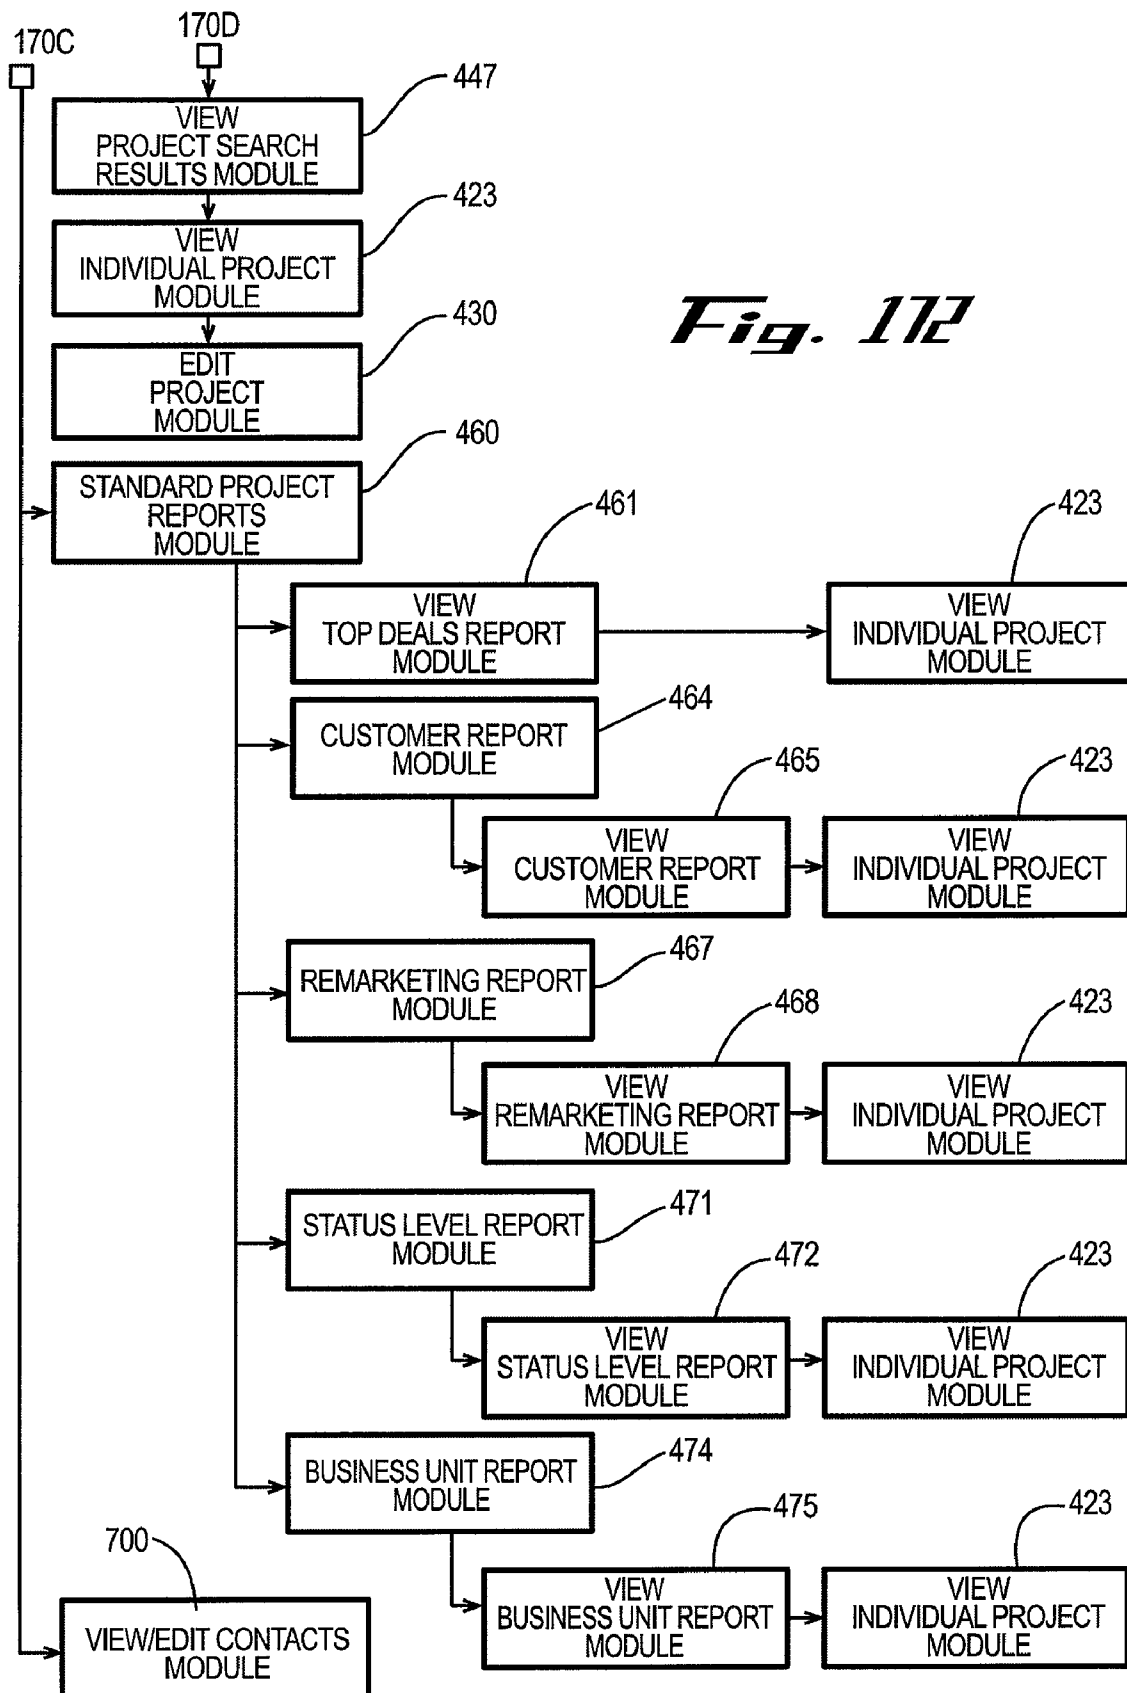 170C
170D
447
VIEW
PROJECT SEARCH
RESULTS MODULE
423
VIEW
INDIVIDUAL PROJECT
MODULE
Fig. 172
430
EDIT
PROJECT
MODULE
460
STANDARD PROJECT
REPORTS
MODULE
461
423
VIEW
TOP DEALS REPORT
MODULE
VIEW
INDIVIDUAL PROJECT
MODULE
464
CUSTOMER REPORT
MODULE
465
423
VIEW
CUSTOMER REPORT
MODULE
VIEW
INDIVIDUAL PROJECT
MODULE
467
REMARKETING REPORT
MODULE
468
423
VIEW
REMARKETING REPORT
MODULE
VIEW
INDIVIDUAL PROJECT
MODULE
471
STATUS LEVEL REPORT
MODULE
472
423
VIEW
STATUS LEVEL REPORT
MODULE
VIEW
INDIVIDUAL PROJECT
MODULE
474
BUSINESS UNIT REPORT
MODULE
475
423
VIEW
BUSINESS UNIT REPORT
MODULE
VIEW
INDIVIDUAL PROJECT
MODULE
700
VIEW/EDIT CONTACTS
MODULE